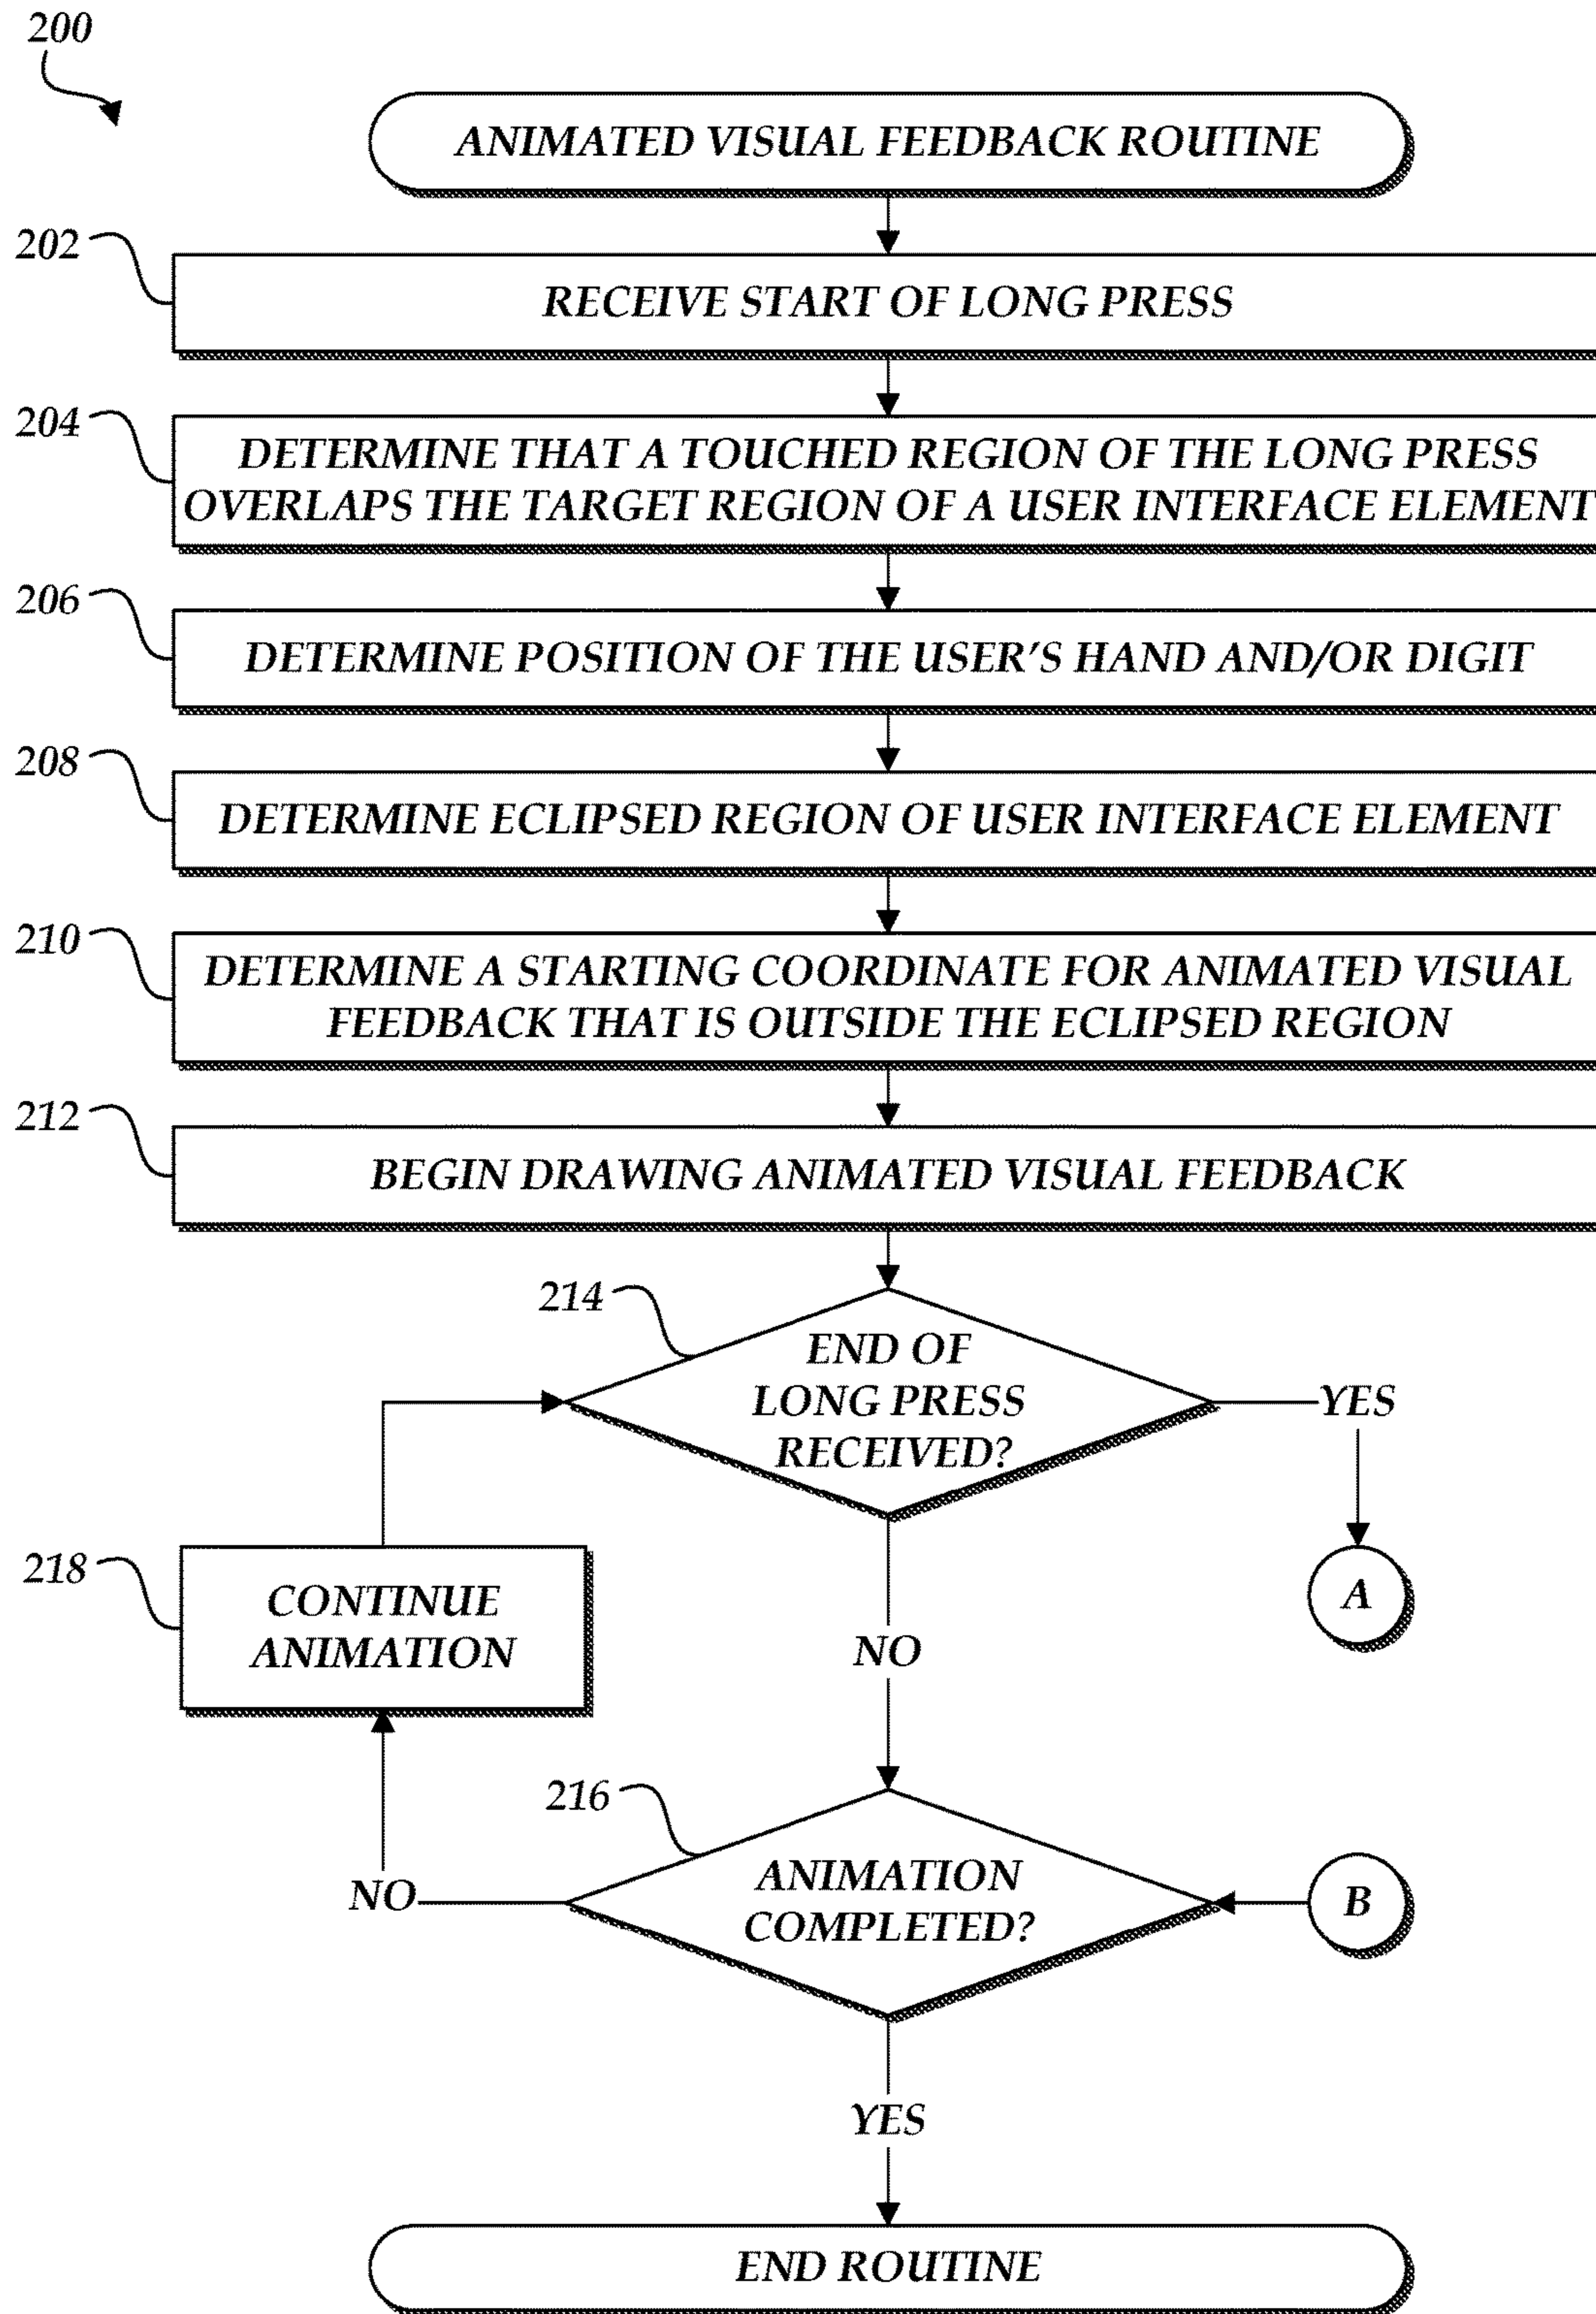 200
ANIMATED VISUAL FEEDBACK ROUTINE
202
RECEIVE START OF LONG PRESS
204
DETERMINE THAT A TOUCHED REGION OF THE LONG PRESS
OVERLAPS THE TARGET REGION OF A USER INTERFACE ELEMENT
206
DETERMINE POSITION OF THE USER'S HAND AND/OR DIGIT
208
DETERMINE ECLIPSED REGION OF USER INTERFACE ELEMENT
210
DETERMINE A STARTING COORDINATE FOR ANIMATED VISUAL
FEEDBACK THAT IS OUTSIDE THE ECLIPSED REGION
212
BEGIN DRAWING ANIMATED VISUAL FEEDBACK
214
END OF
LONG PRESS
RECEIVED?
YES
A
218
CONTINUE
ANIMATION
NO
216
ANIMATION
COMPLETED?
NO
B
YES
END ROUTINE